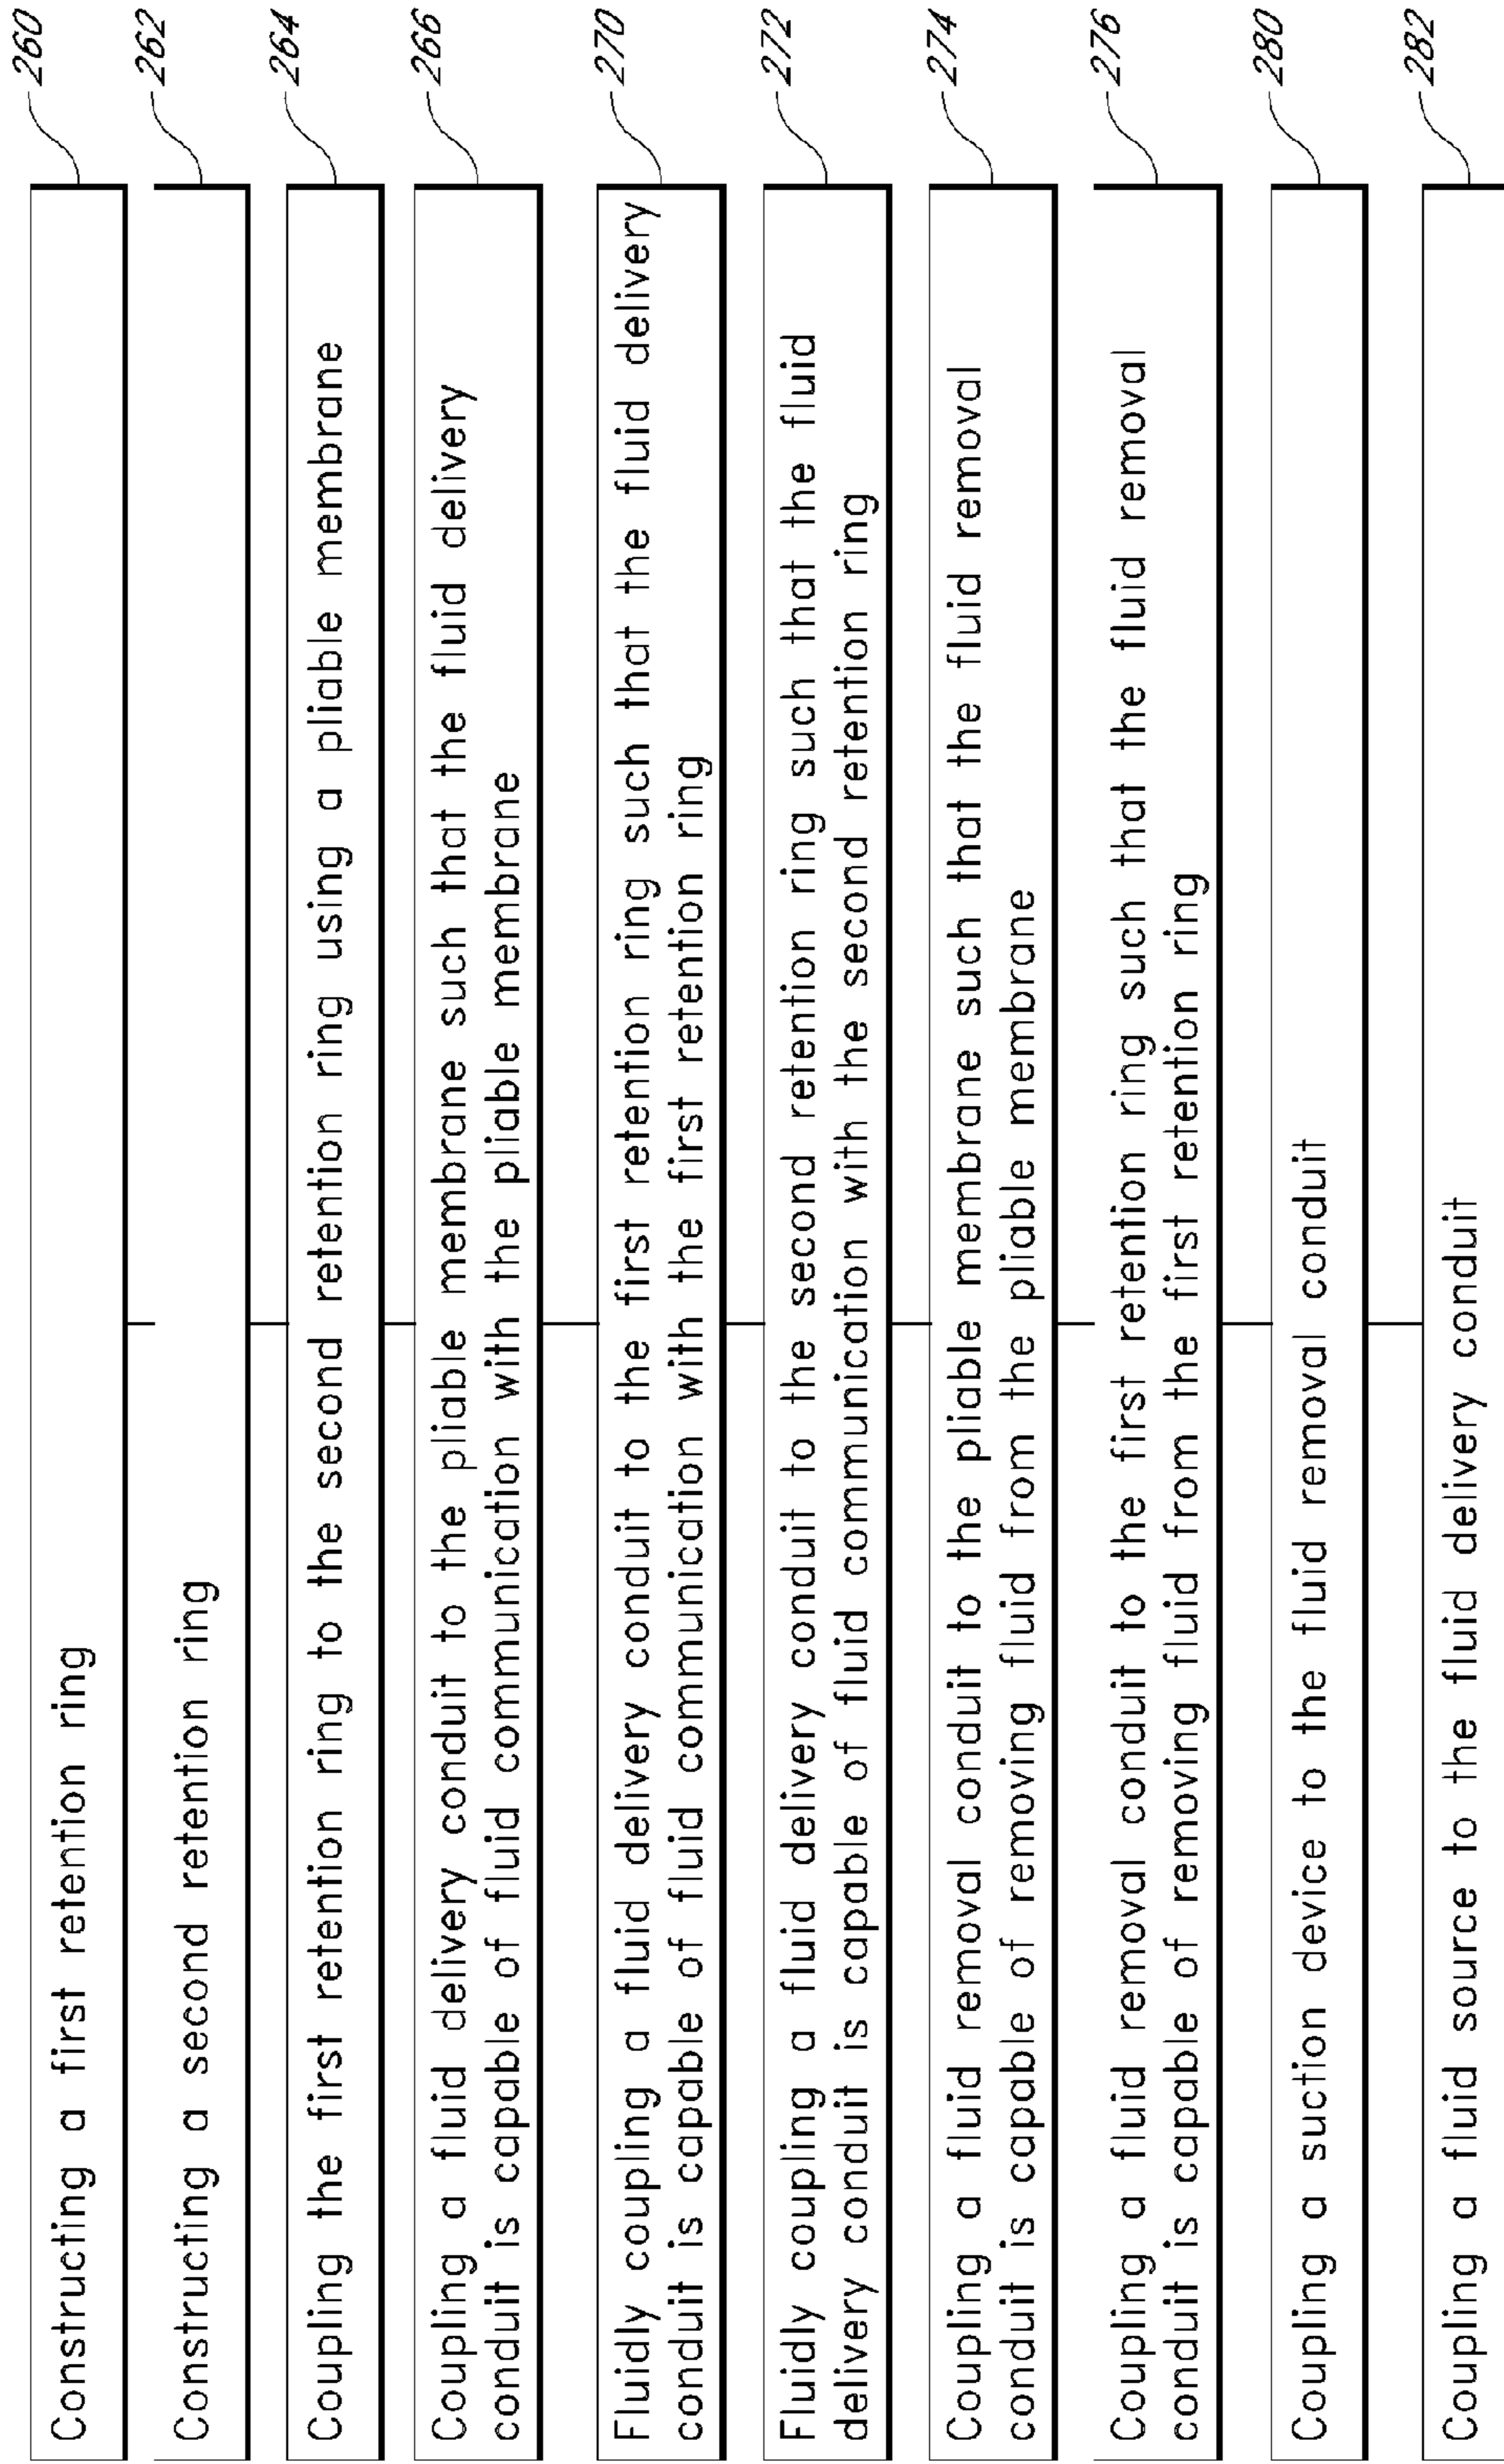 Constructing a first retention ring
260
Constructing a second retention ring
262
Coupling the first retention ring to the second retention ring using a pliable membrane
264
Coupling a fluid delivery conduit to the pliable membrane such that the fluid delivery
conduit is capable of fluid communication with the pliable membrane
266
Fluidly coupling a fluid delivery conduit to the first retention ring such that the fluid delivery
conduit is capable of fluid communication with the first retention ring
270
Fluidly coupling a fluid delivery conduit to the second retention ring such that the fluid
delivery conduit is capable of fluid communication with the second retention ring
272
Coupling a fluid removal conduit to the pliable membrane such that the fluid removal
conduit is capable of removing fluid from the pliable membrane
274
Coupling a fluid removal conduit to the first retention ring such that the fluid removal
conduit is capable of removing fluid from the first retention ring
276
Coupling a suction device to the fluid removal conduit
280
Coupling a fluid source to the fluid delivery conduit
282